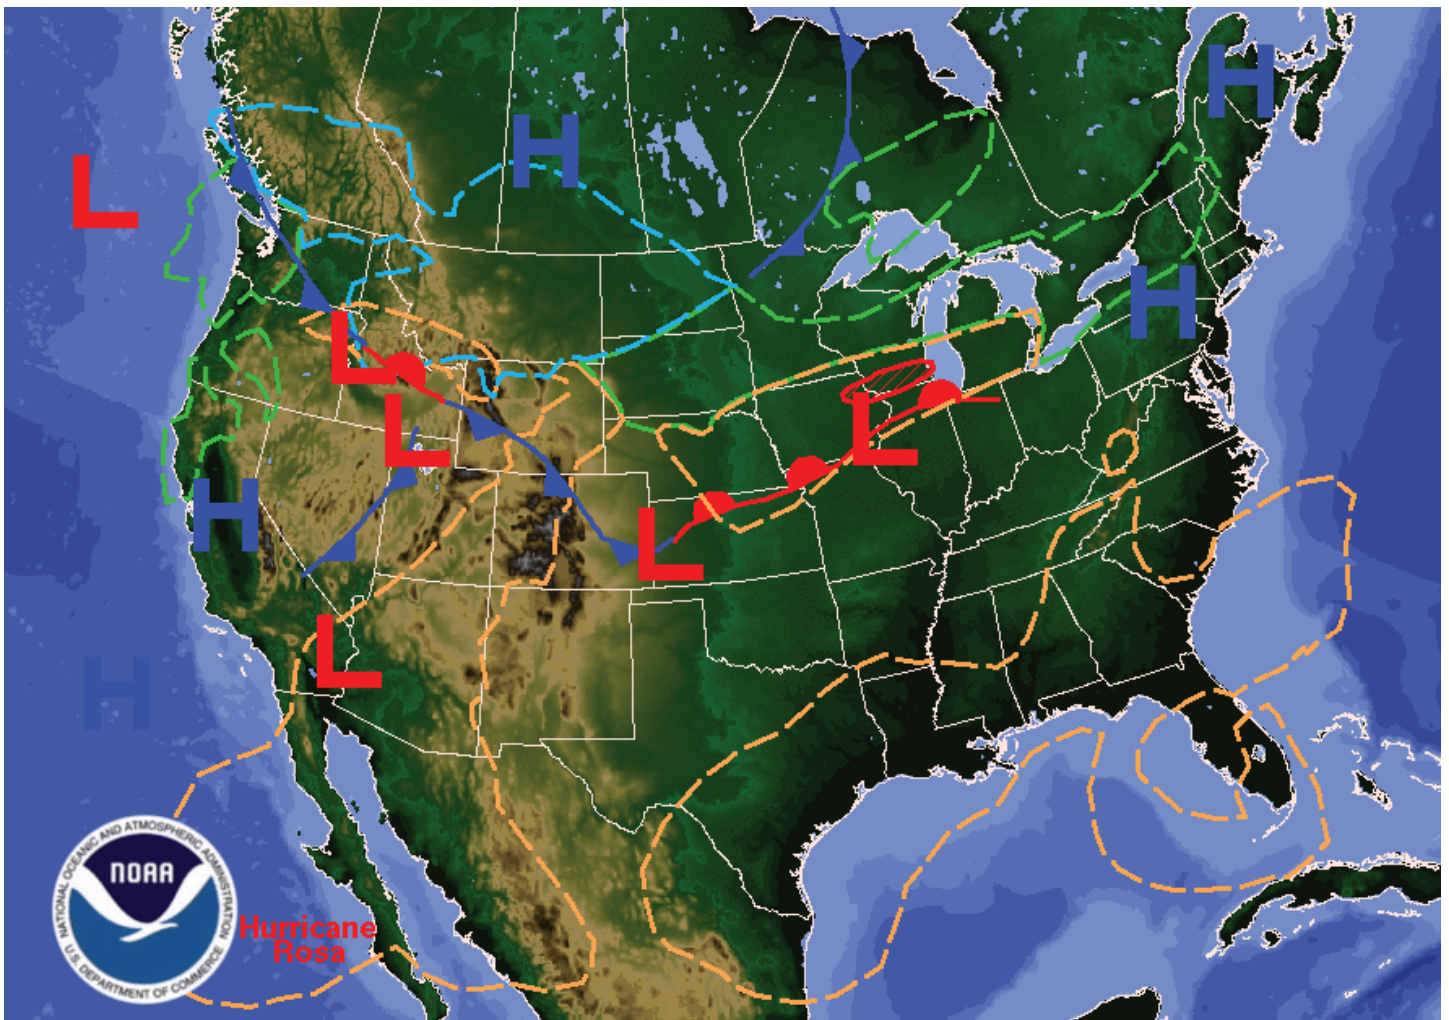 H
H
L
H
L
L
L
H
L
L
H
NATIONAL OCEANIC AND ATMOSPHERIC ADMINISTRATION
NOAA
U.S. DEPARTMENT OF COMMERCE
Hurricane
Rosa